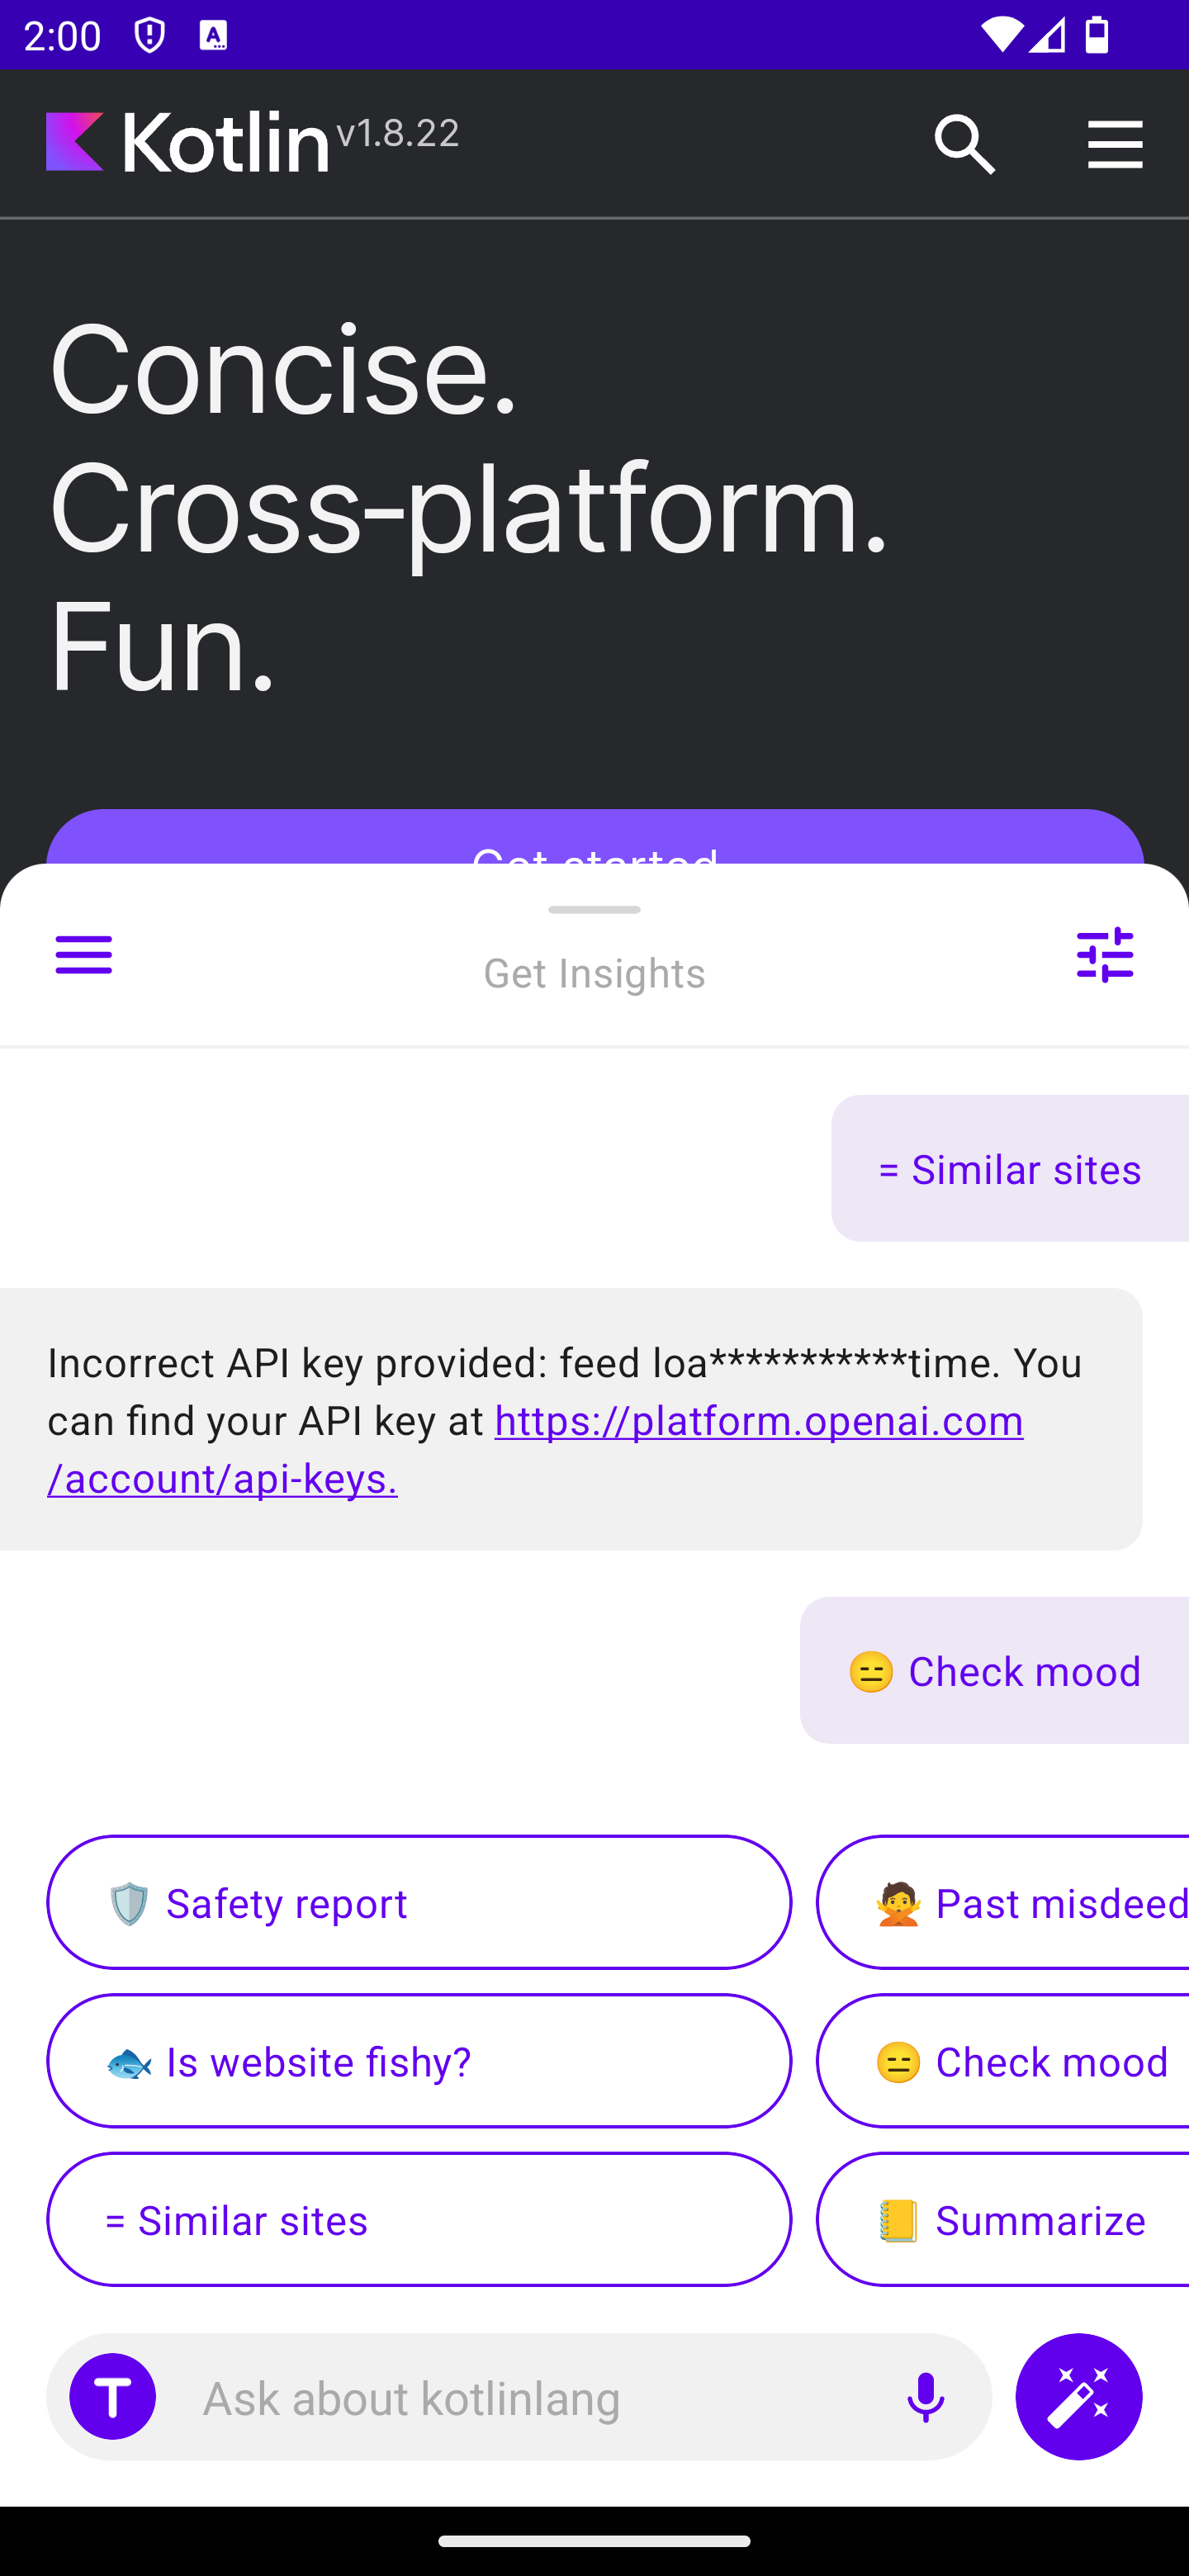 2:00
Kotlin v1.8.22
Concise.
Cross-platform.
Fun.
Get started
Get Insights
= Similar sites
Incorrect API key provided: feed loa***********time. You
can find your API key at https://platform.openai.com
/account/api-keys.
😑 Check mood
🛡️ Safety report
🙅 Past misdeed
🐟 Is website fishy?
😑 Check mood
= Similar sites
📒 Summarize
T
Ask about kotlinlang